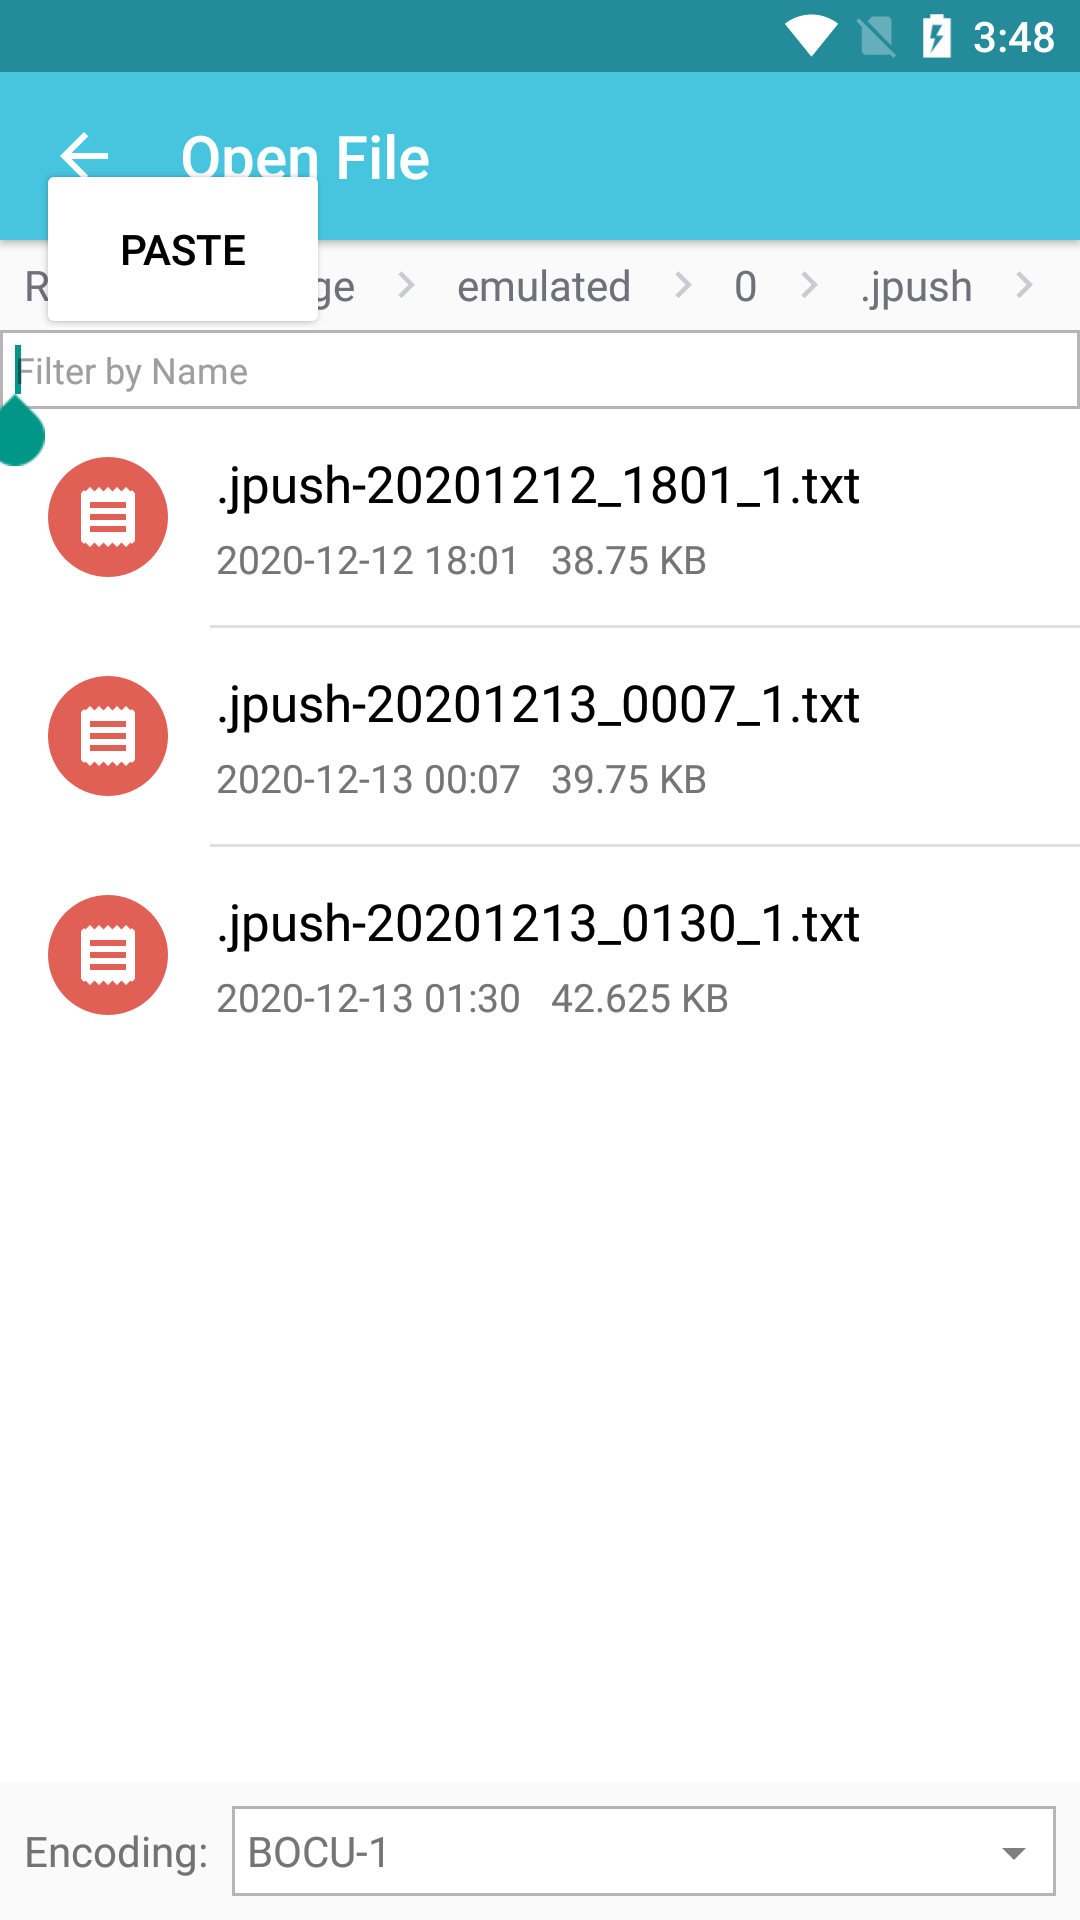 3:48
Open File
PASTE
emulated 0 .jpush
Filter by Name
.jpush-20201212_1801_1.txt
2020-12-12 18:01 38.75 KB
.jpush-20201213_0007_1.txt
2020-12-13 00:07 39.75 KB
.jpush-20201213_0130_1.txt
2020-12-13 01:30 42.625 KB
Encoding: BOCU-1